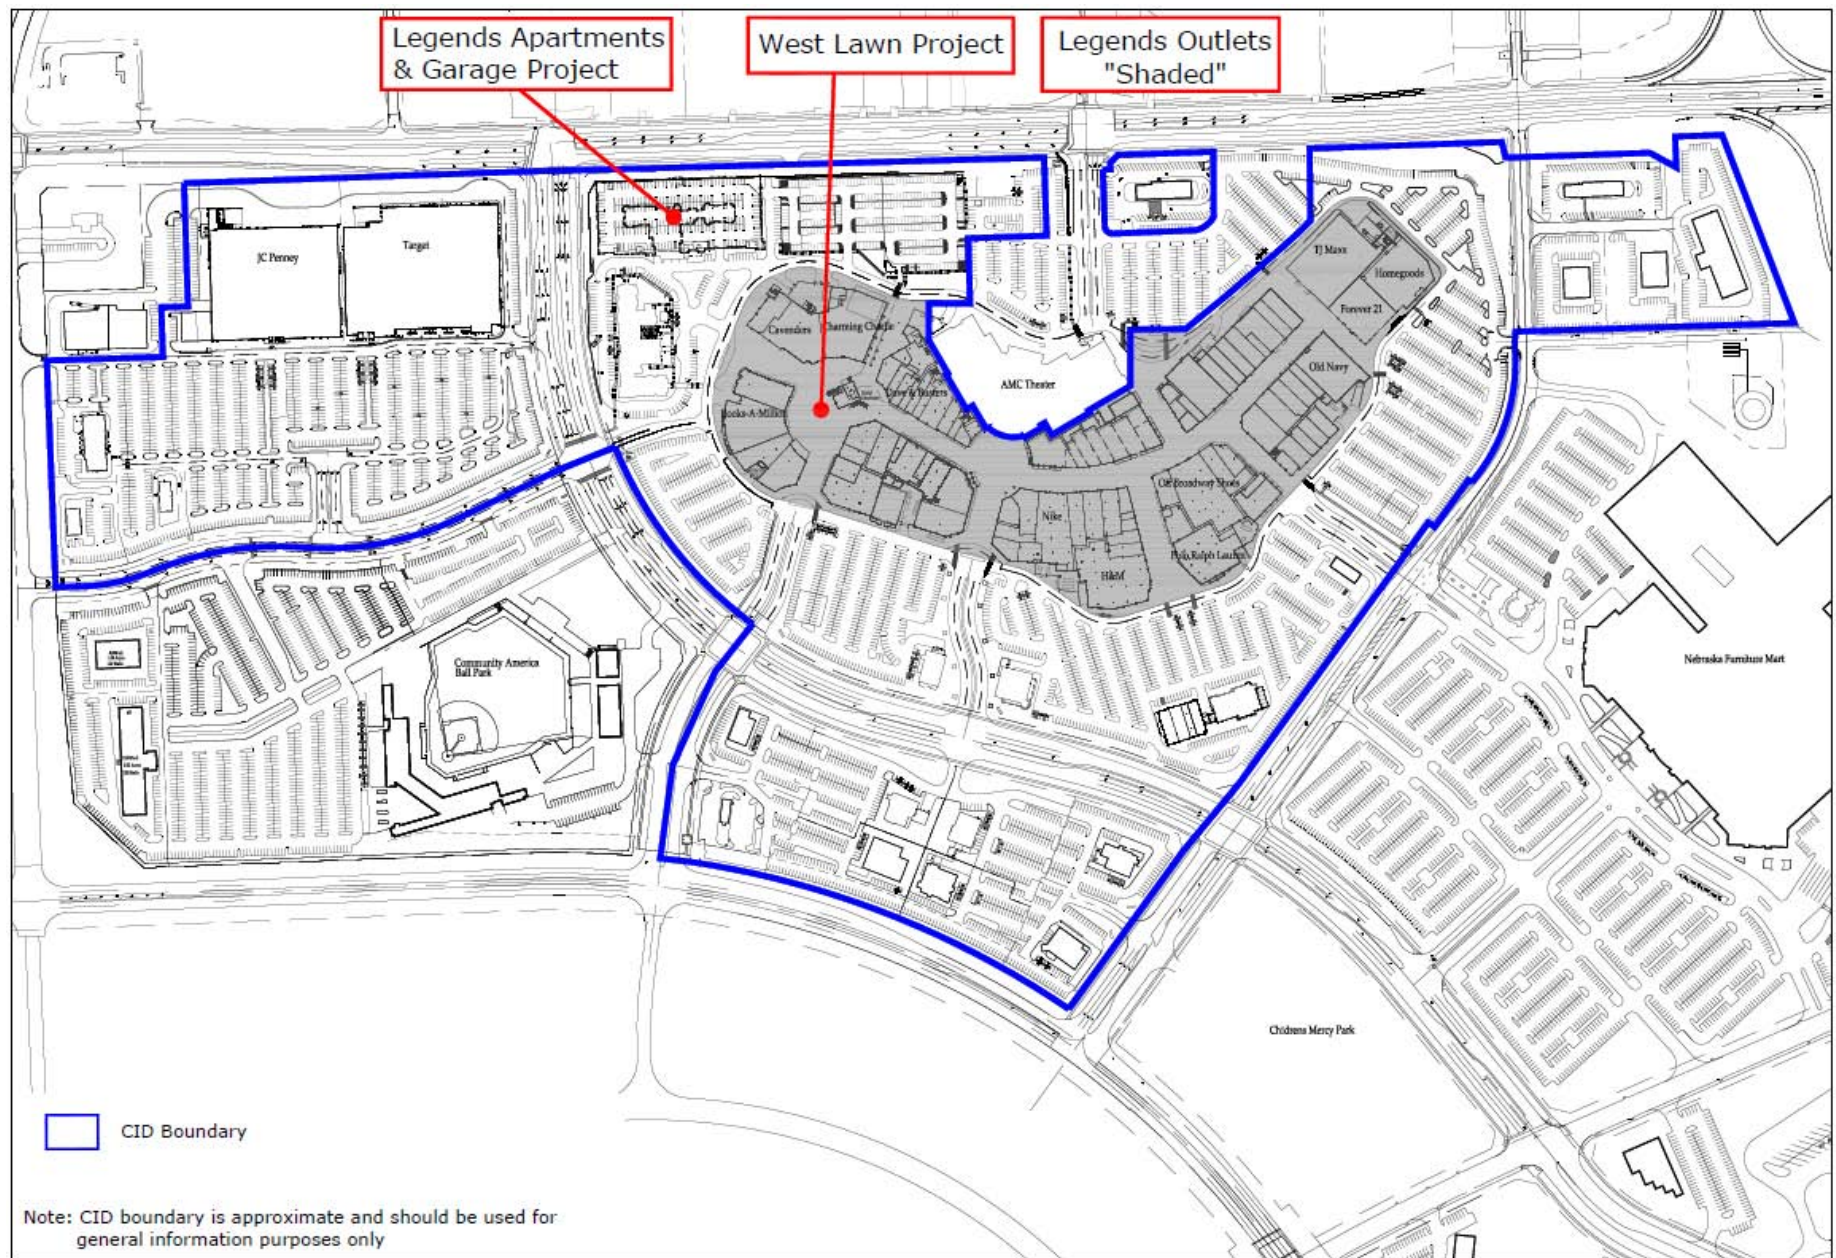 Legends Apartments
& Garage Project
West Lawn Project
Legends Outlets
"Shaded"
JC Penney
Target
TJ Maxx
Homegoods
Forever 21
Cavenders
Charming Charlie
AMC Theater
Old Navy
Books-A-Million
Dave & Busters
Off Broadway Shoes
Nike
Polo Ralph Lauren
H&M
Community America
Ball Park
Nebraska Furniture Mart
Childrens Mercy Park
CID Boundary
Note: CID boundary is approximate and should be used for
general information purposes only